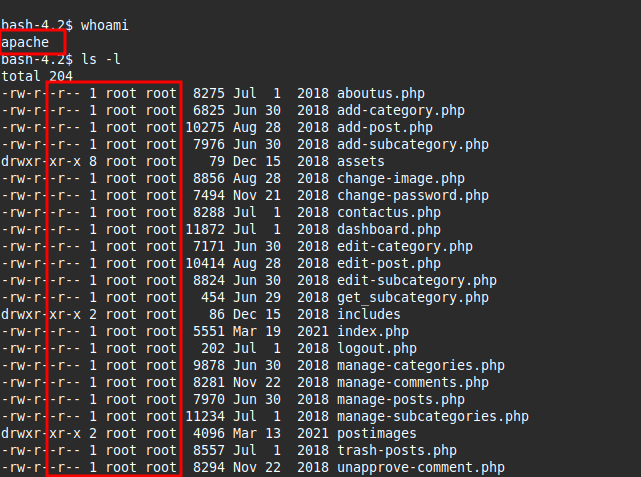 bash-4.2$ whoami
apache
bash-4.2$ ls -l
total 204
-rw-r--r-- 1 root root  8275 Jul  1  2018 aboutus.php
-rw-r--r-- 1 root root  6825 Jun 30  2018 add-category.php
-rw-r--r-- 1 root root 10275 Aug 28  2018 add-post.php
-rw-r--r-- 1 root root  7976 Jun 30  2018 add-subcategory.php
drwxr-xr-x 8 root root    79 Dec 15  2018 assets
-rw-r--r-- 1 root root  8856 Aug 28  2018 change-image.php
-rw-r--r-- 1 root root  7494 Nov 21  2018 change-password.php
-rw-r--r-- 1 root root  8288 Jul  1  2018 contactus.php
-rw-r--r-- 1 root root 11872 Jul  1  2018 dashboard.php
-rw-r--r-- 1 root root  7171 Jun 30  2018 edit-category.php
-rw-r--r-- 1 root root 10414 Aug 28  2018 edit-post.php
-rw-r--r-- 1 root root  8824 Jun 30  2018 edit-subcategory.php
-rw-r--r-- 1 root root   454 Jun 29  2018 get_subcategory.php
drwxr-xr-x 2 root root    86 Dec 15  2018 includes
-rw-r--r-- 1 root root  5551 Mar 19  2021 index.php
-rw-r--r-- 1 root root   202 Jul  1  2018 logout.php
-rw-r--r-- 1 root root  9878 Jun 30  2018 manage-categories.php
-rw-r--r-- 1 root root  8281 Nov 22  2018 manage-comments.php
-rw-r--r-- 1 root root  7970 Jun 30  2018 manage-posts.php
-rw-r--r-- 1 root root 11234 Jul  1  2018 manage-subcategories.php
drwxr-xr-x 2 root root  4096 Mar 13  2021 postimages
-rw-r--r-- 1 root root  8557 Jul  1  2018 trash-posts.php
-rw-r--r-- 1 root root  8294 Nov 22  2018 unapprove-comment.php